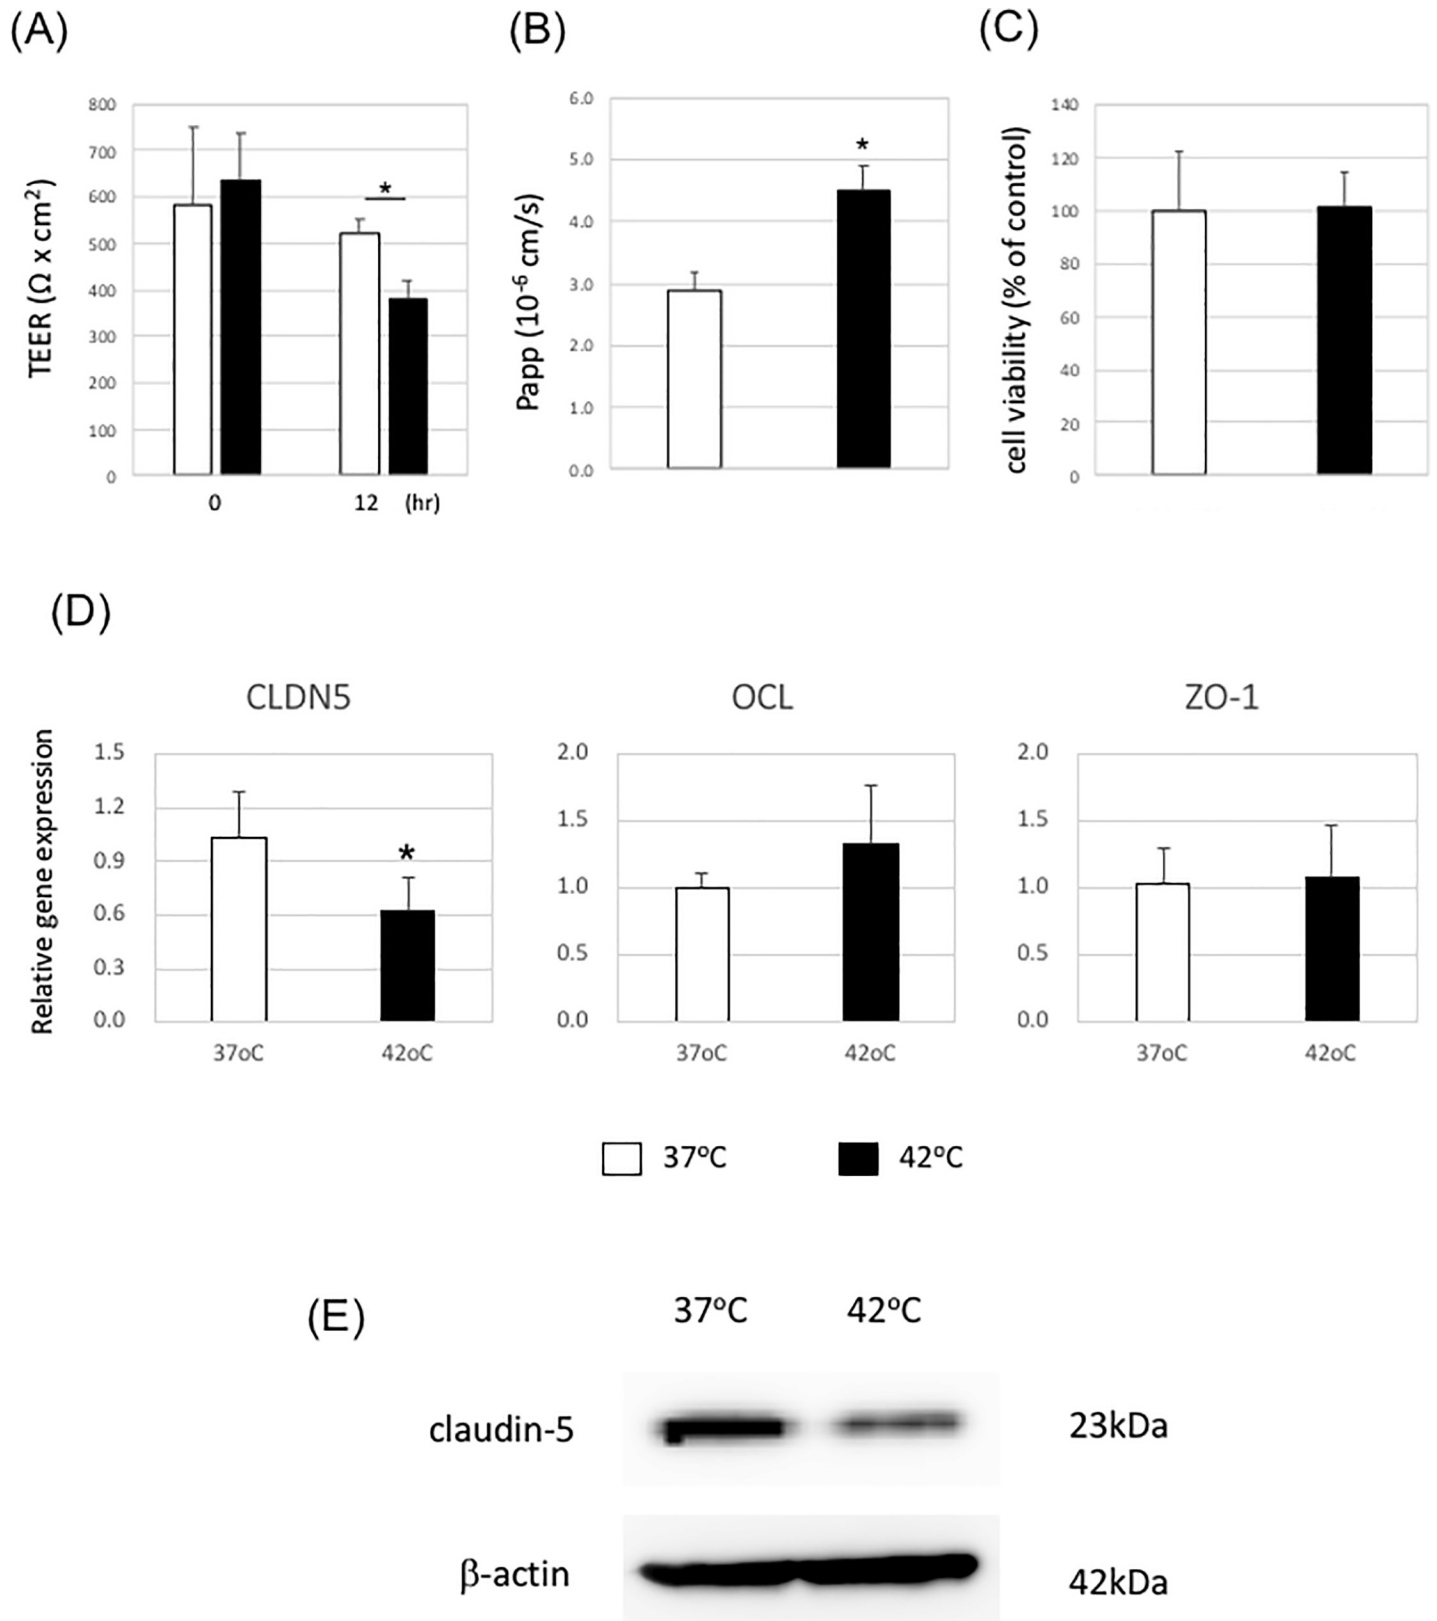 (A)
(B)
(C)
TEER (Ω x cm²)
800
700
600
500
400
300
200
100
0
*
0
12
(hr)
Papp (10⁻⁶ cm/s)
6.0
5.0
4.0
3.0
2.0
1.0
0.0
*
cell viability (% of control)
140
120
100
80
60
40
20
0
(D)
CLDN5
OCL
ZO-1
Relative gene expression
1.5
1.2
0.9
0.6
0.3
0.0
*
37oC
42oC
2.0
1.5
1.0
0.5
0.0
37oC
42oC
2.0
1.5
1.0
0.5
0.0
37oC
42oC
37ºC
42ºC
(E)
37ºC
42ºC
claudin-5
23kDa
β-actin
42kDa